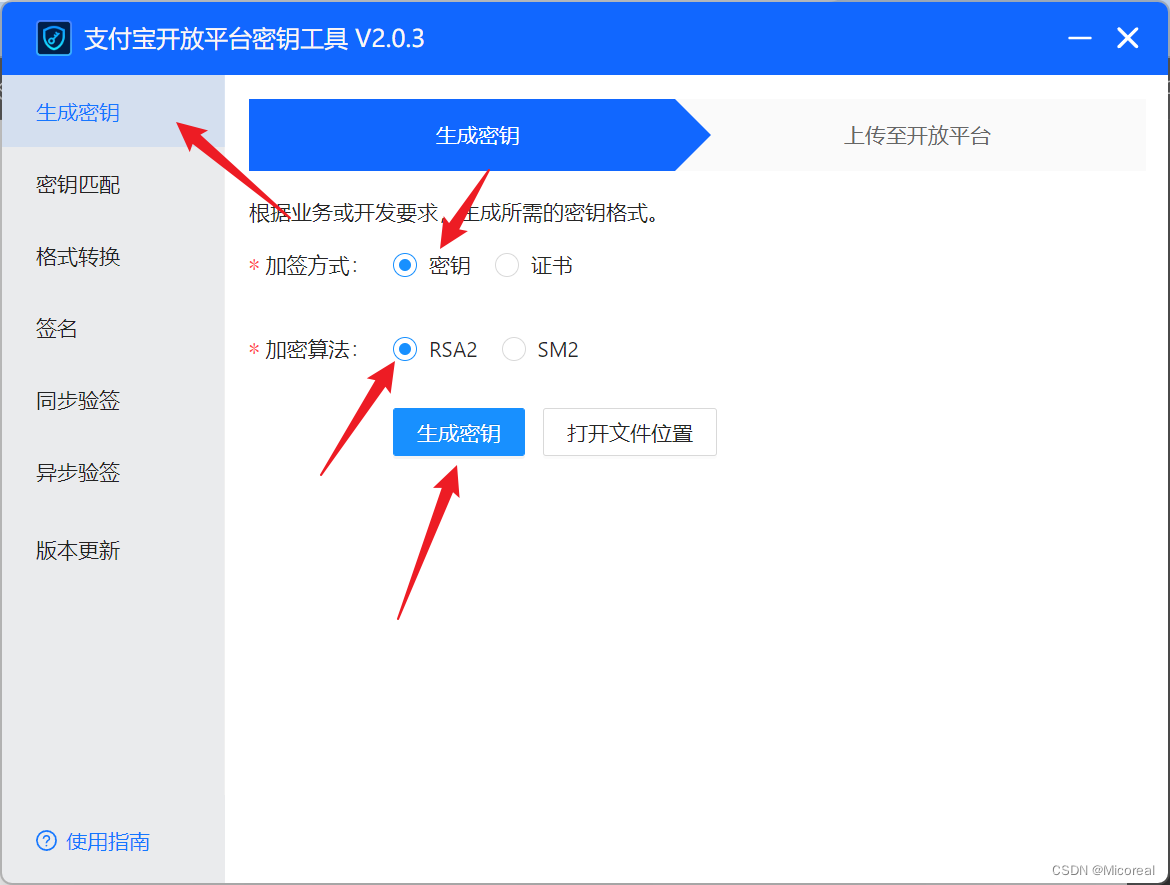 支付宝开放平台密钥工具 V2.0.3
生成密钥
密钥匹配
格式转换
签名
同步验签
异步验签
版本更新
使用指南
生成密钥
上传至开放平台
根据业务或开发要求，生成所需的密钥格式。
* 加签方式： 密钥 证书
* 加密算法： RSA2 SM2
生成密钥 打开文件位置
CSDN @Micoreal